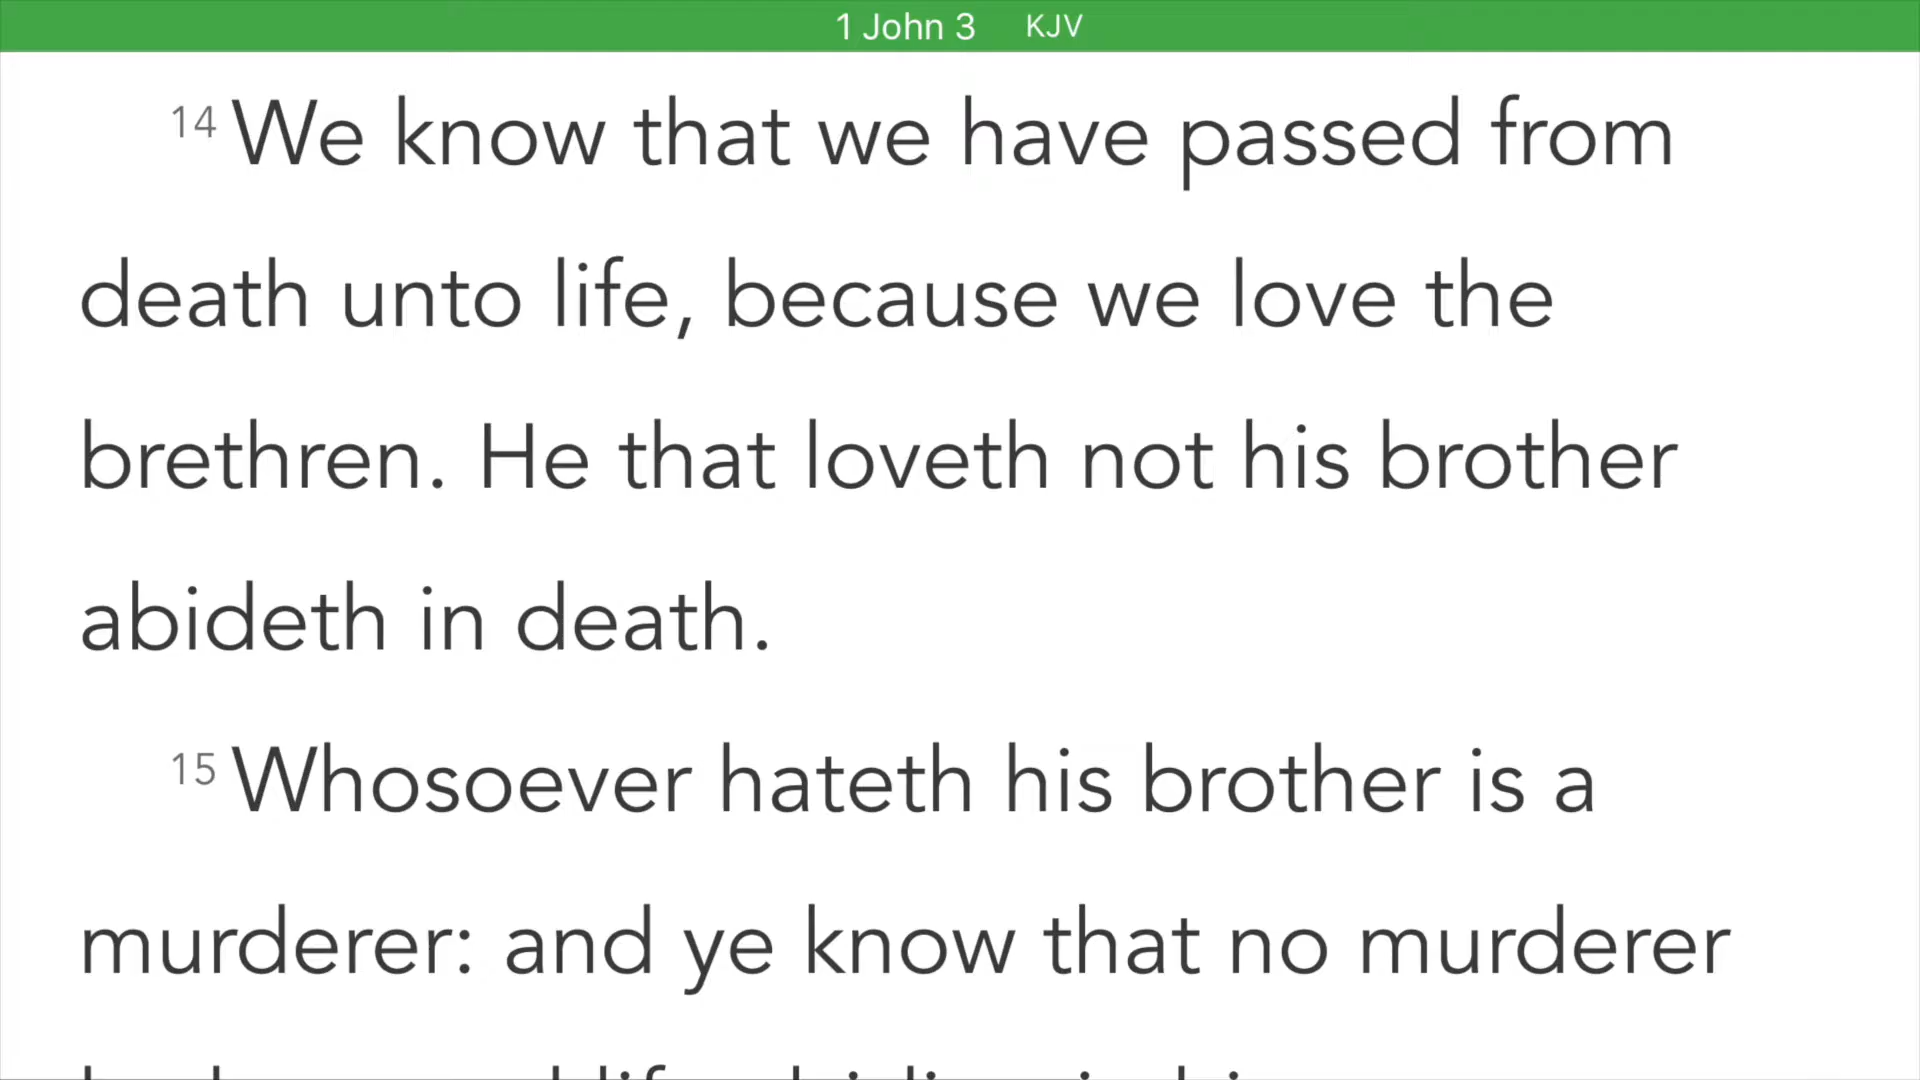 1 John 3 KJV
14 We know that we have passed from
death unto life, because we love the
brethren. He that loveth not his brother
abideth in death.
15 Whosoever hateth his brother is a
murderer: and ye know that no murderer